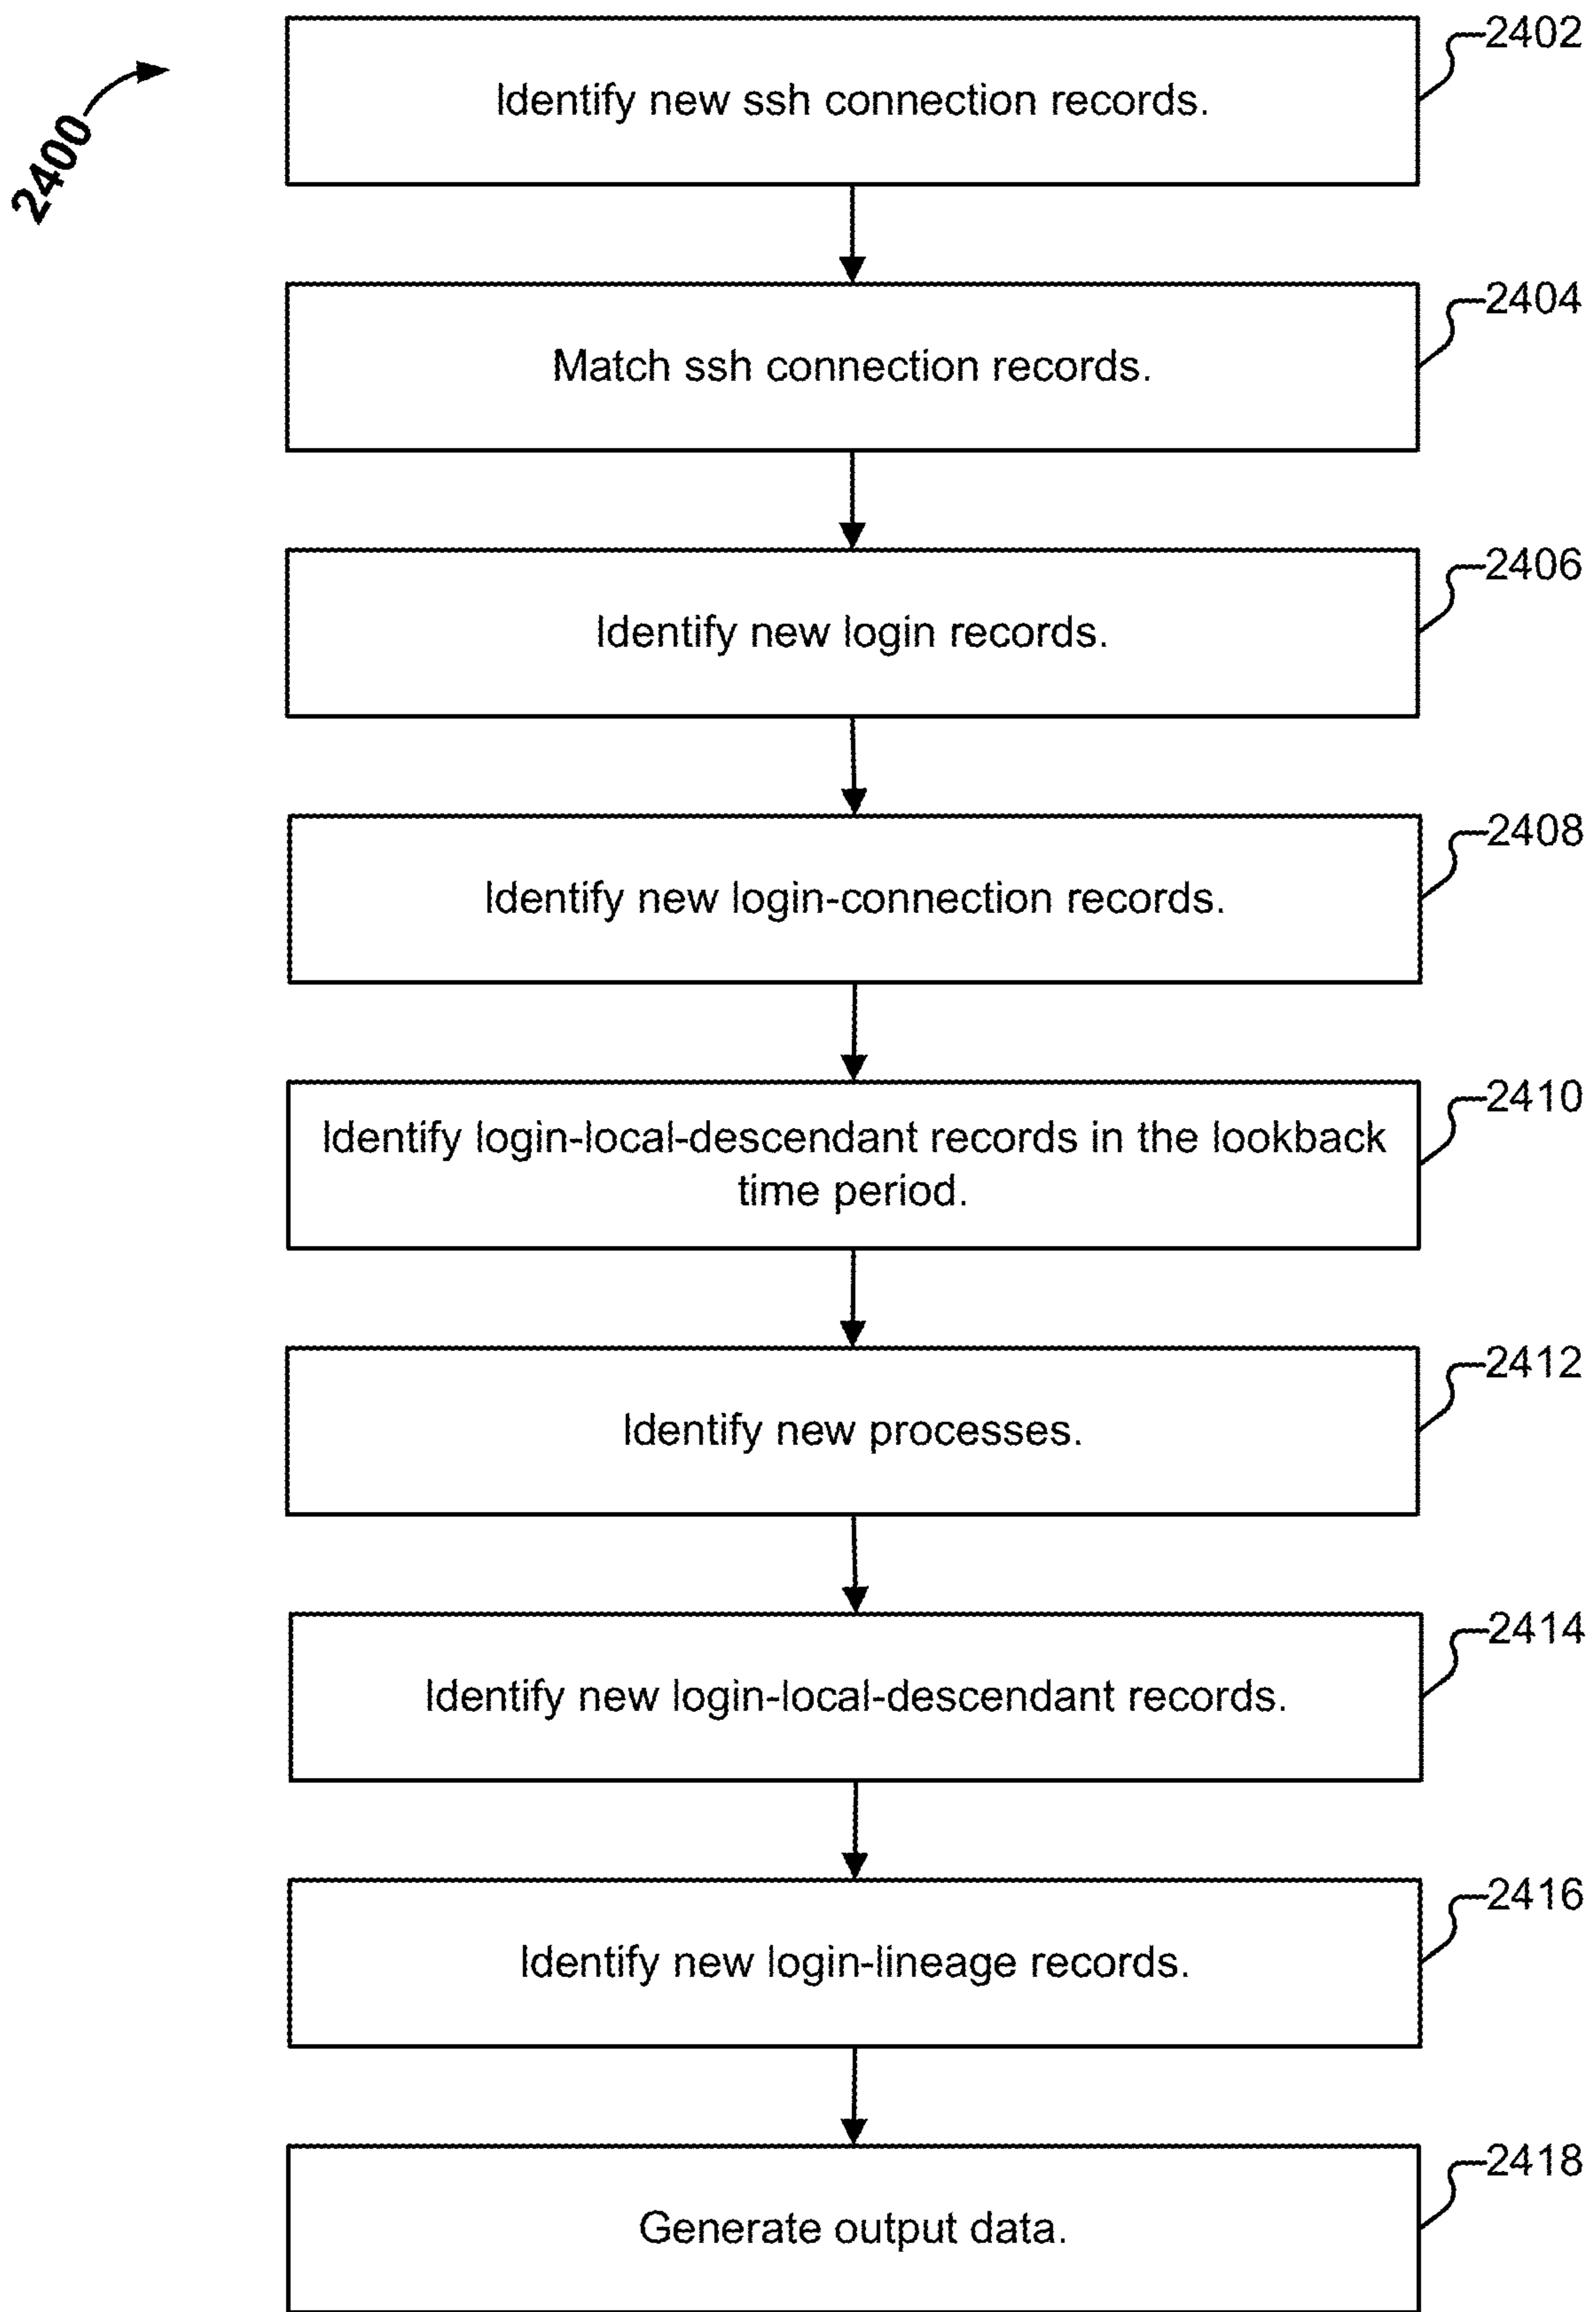 2400
2402
Identify new ssh connection records.
2404
Match ssh connection records.
2406
Identify new login records.
2408
Identify new login-connection records.
2410
Identify login-local-descendant records in the lookback
time period.
2412
Identify new processes.
2414
Identify new login-local-descendant records.
2416
Identify new login-lineage records.
2418
Generate output data.